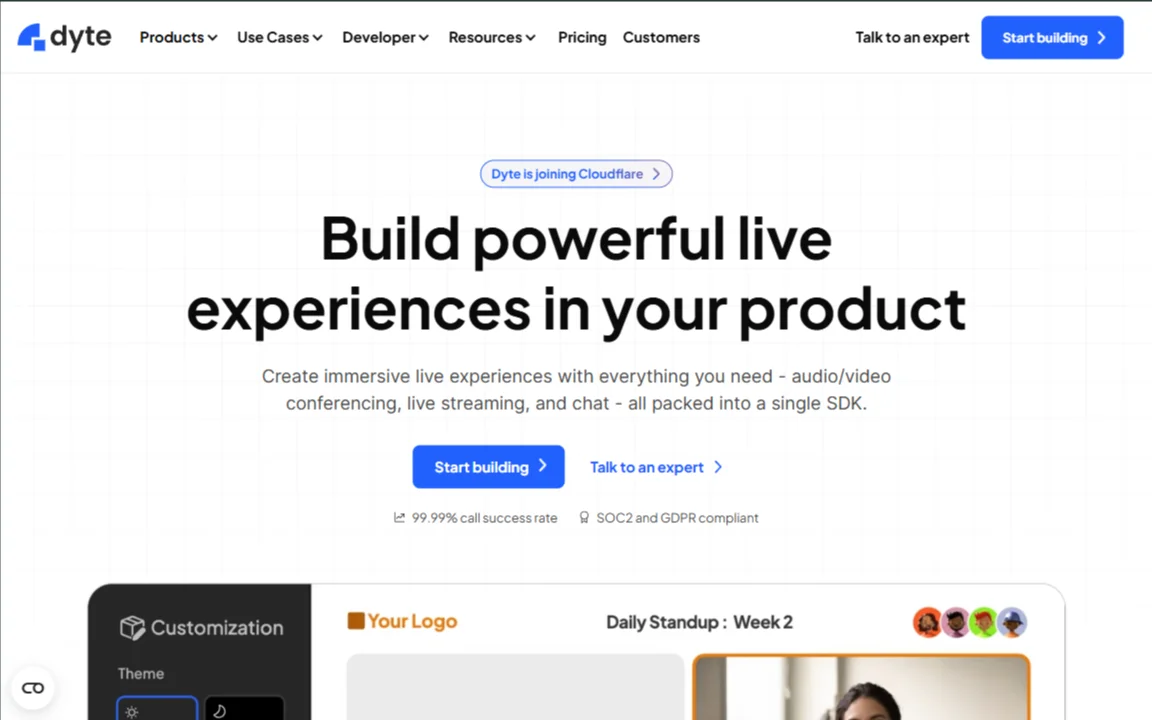 dyte
Products
Use Cases
Developer
Resources
Pricing
Customers
Talk to an expert
Start building
Dyte is joining Cloudflare
Build powerful live
experiences in your product
Create immersive live experiences with everything you need - audio/video
conferencing, live streaming, and chat - all packed into a single SDK.
Start building
Talk to an expert
99.99% call success rate
SOC2 and GDPR compliant
Customization
Your Logo
Daily Standup : Week 2
Theme